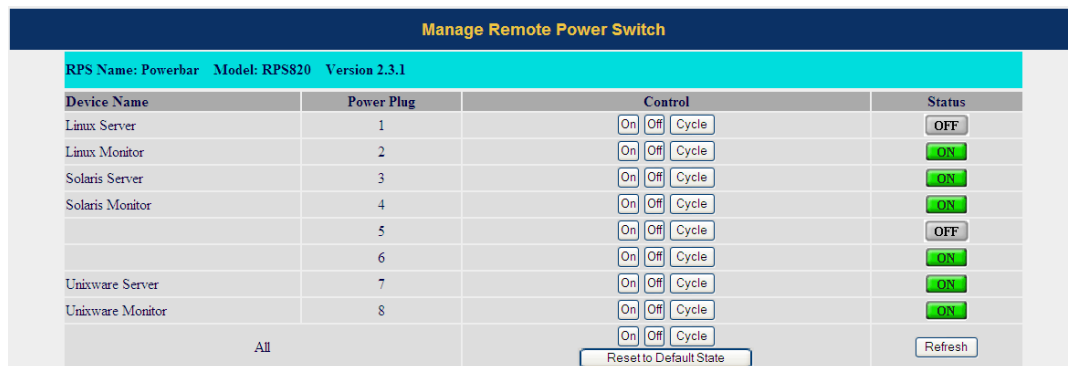 Manage Remote Power Switch
RPS Name: Powerbar Model: RPS820 Version 2.3.1
Device Name Power Plug Control Status
Linux Server 1 On Off Cycle OFF
Linux Monitor 2 On Off Cycle ON
Solaris Server 3 On Off Cycle ON
Solaris Monitor 4 On Off Cycle ON
5 On Off Cycle OFF
6 On Off Cycle ON
Unixware Server 7 On Off Cycle ON
Unixware Monitor 8 On Off Cycle ON
All On Off Cycle Refresh
Reset to Default State